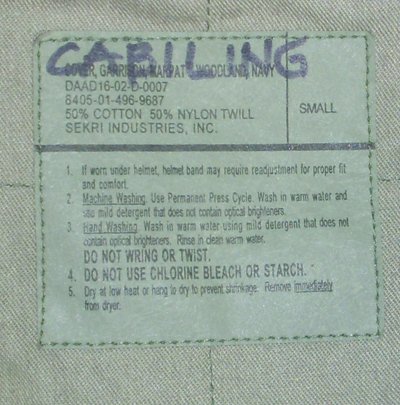 CABILING
COVER, GARRISON, MARPAT WOODLAND, NAVY
DAAD16-02-D-0007
8405-01-496-9687
50% COTTON 50% NYLON TWILL
SEKRI INDUSTRIES, INC.
SMALL
1. If worn under helmet, helmet band may require readjustment for proper fit
and comfort.
2. Machine Washing. Use Permanent Press Cycle. Wash in warm water and
use mild detergent that does not contain optical brighteners.
3. Hand Washing. Wash in warm water using mild detergent that does not
contain optical brighteners. Rinse in clean warm water.
DO NOT WRING OR TWIST.
4. DO NOT USE CHLORINE BLEACH OR STARCH.
5. Dry at low heat or hang to dry to prevent shrinkage. Remove immediately
from dryer.